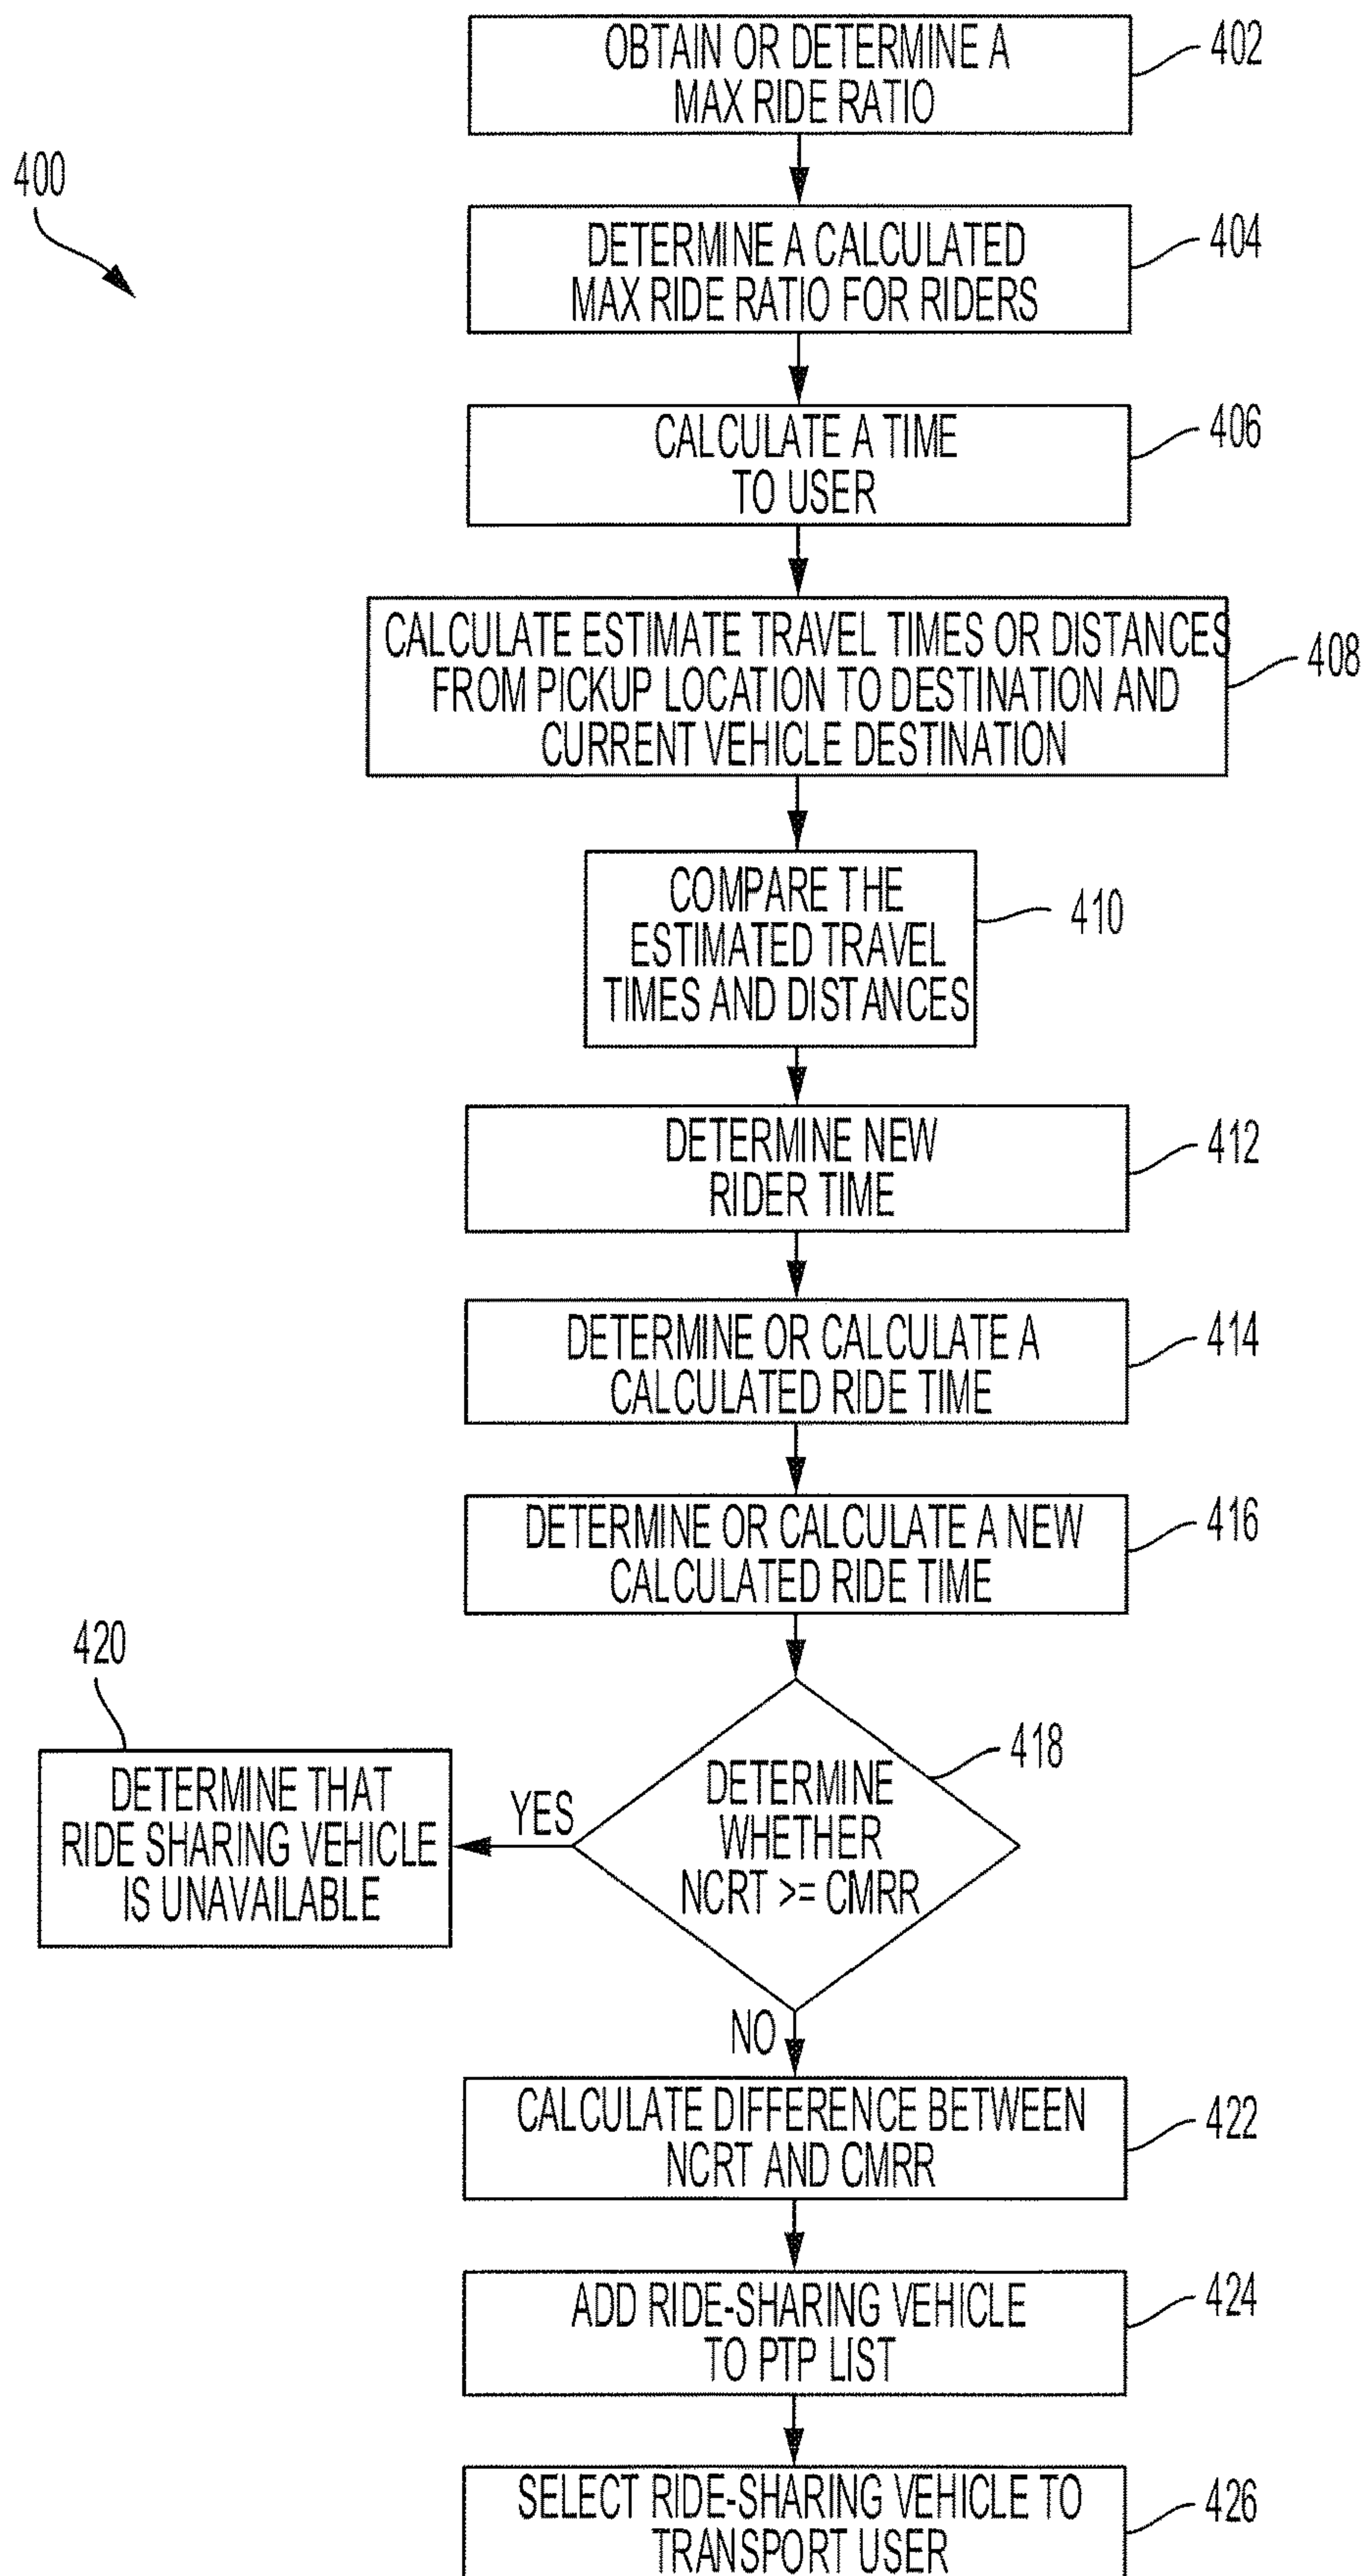 OBTAIN OR DETERMINE A
MAX RIDE RATIO
402
400
DETERMINE A CALCULATED
MAX RIDE RATIO FOR RIDERS
404
CALCULATE A TIME
TO USER
406
CALCULATE ESTIMATE TRAVEL TIMES OR DISTANCES
FROM PICKUP LOCATION TO DESTINATION AND
CURRENT VEHICLE DESTINATION
408
COMPARE THE
ESTIMATED TRAVEL
TIMES AND DISTANCES
410
DETERMINE NEW
RIDER TIME
412
DETERMINE OR CALCULATE A
CALCULATED RIDE TIME
414
DETERMINE OR CALCULATE A NEW
CALCULATED RIDE TIME
416
420
DETERMINE THAT
RIDE SHARING VEHICLE
IS UNAVAILABLE
YES
DETERMINE
WHETHER
NCRT >= CMRR
418
NO
CALCULATE DIFFERENCE BETWEEN
NCRT AND CMRR
422
ADD RIDE-SHARING VEHICLE
TO PTP LIST
424
SELECT RIDE-SHARING VEHICLE TO
TRANSPORT USER
426